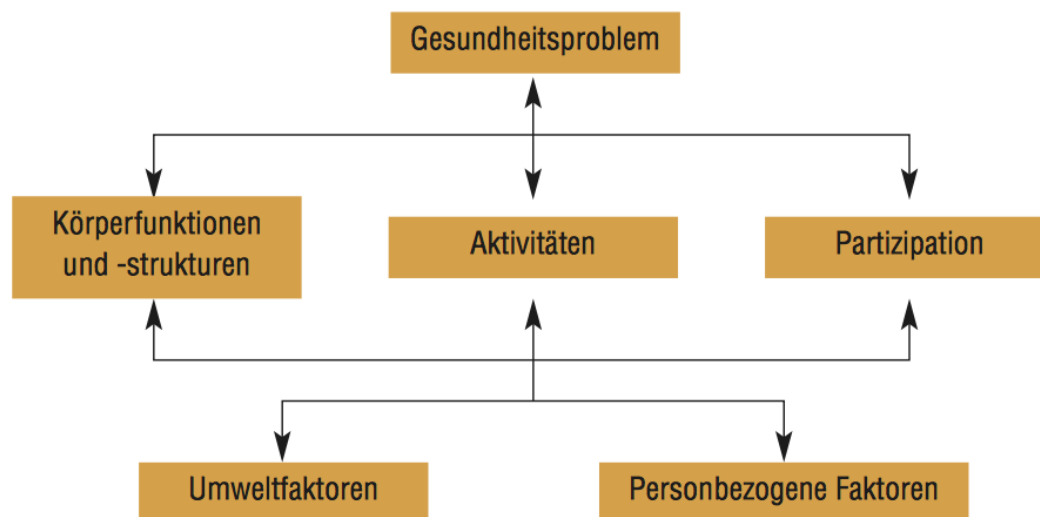 Gesundheitsproblem
Körperfunktionen
und -strukturen
Aktivitäten
Partizipation
Umweltfaktoren
Personbezogene Faktoren